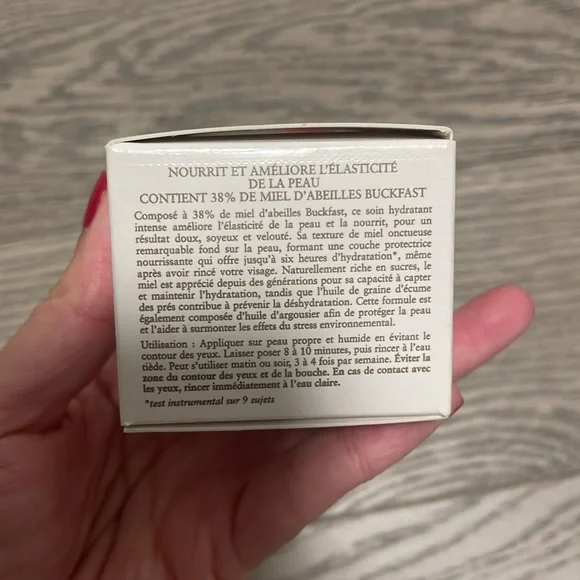 NOURRIT ET AMÉLIORE L'ÉLASTICITÉ
DE LA PEAU
CONTIENT 38% DE MIEL D'ABEILLES BUCKFAST
Composé à 38% de miel d'abeilles Buckfast, ce soin hydratant
intense améliore l'élasticité de la peau et la nourrit, pour un
résultat doux, soyeux et velouté. Sa texture de miel onctueuse
remarquable fond sur la peau, formant une couche protectrice
nourrissante qui offre jusqu'à six heures d'hydratation*, même
après avoir rincé votre visage. Naturellement riche en sucres, le
miel est apprécié depuis des générations pour sa capacité à capter
et maintenir l'hydratation, tandis que l'huile de graine d'écume
des prés contribue à prévenir la déshydratation. Cette formule est
également composée d'huile d'argousier afin de protéger la peau
et l'aider à surmonter les effets du stress environnemental.
Utilisation : Appliquer sur peau propre et humide en évitant le
contour des yeux. Laisser poser 8 à 10 minutes, puis rincer à l'eau
tiède. Peut s'utiliser matin ou soir, 3 à 4 fois par semaine. Éviter la
zone du contour des yeux et de la bouche. En cas de contact avec
les yeux, rincer immédiatement à l'eau claire.
*test instrumental sur 9 sujets